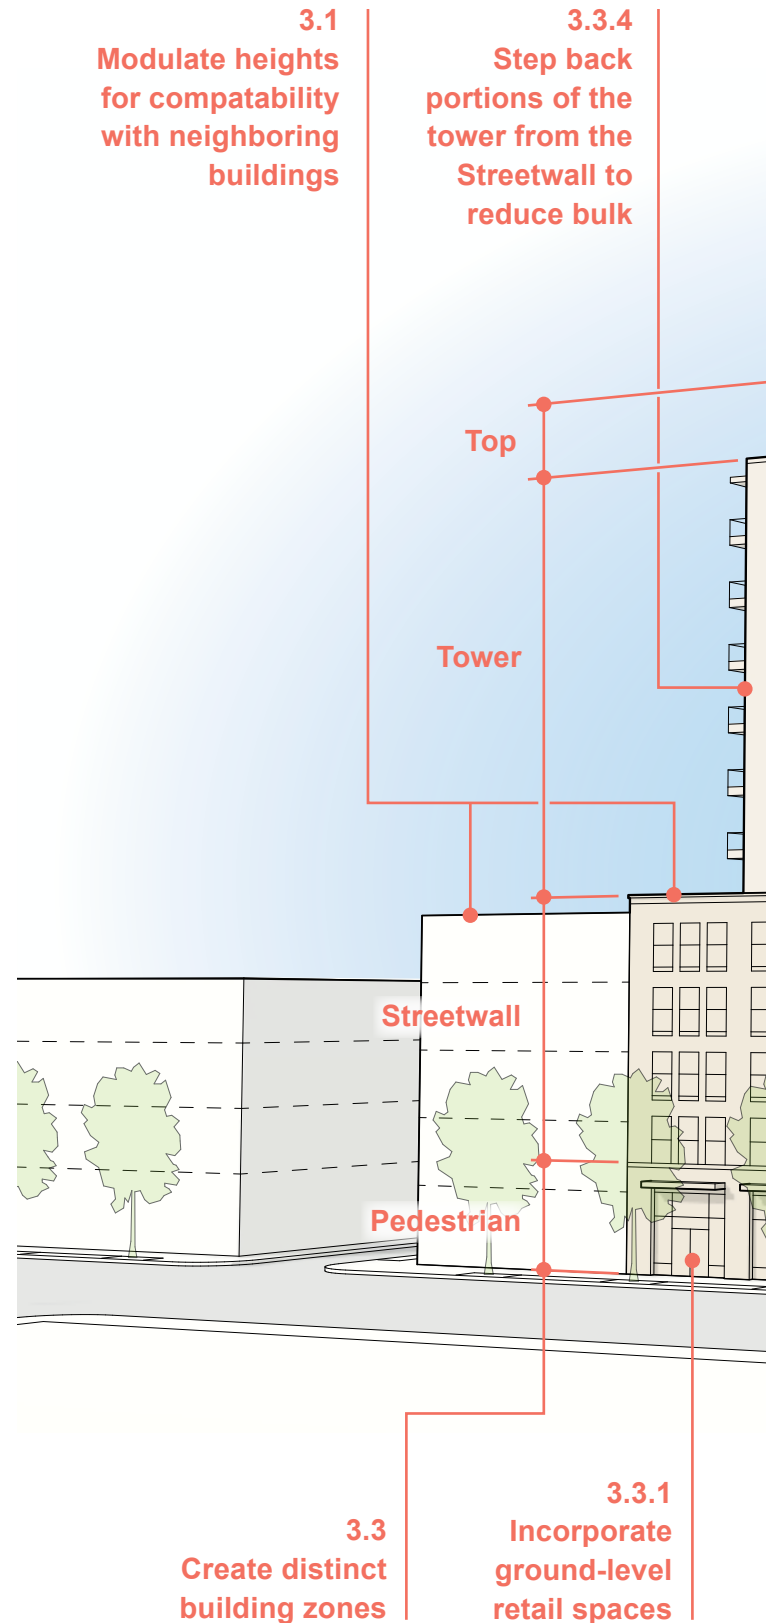 3.1
Modulate heights
for compatability
with neighboring
buildings
3.3.4
Step back
portions of the
tower from the
Streetwall to
reduce bulk
Top
Tower
Streetwall
Pedestrian
3.3
Create distinct
building zones
3.3.1
Incorporate
ground-level
retail spaces